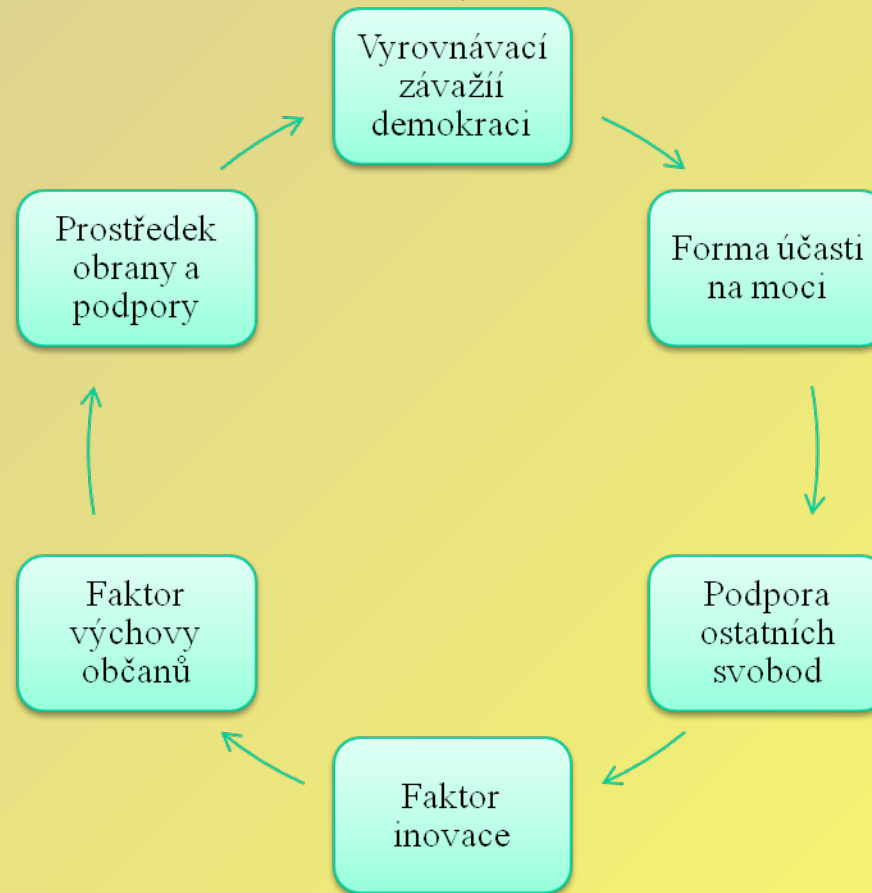 Vyrovnávací
závažíí
demokraci
Forma účasti
na moci
Podpora
ostatních
svobod
Faktor
inovace
Faktor
výchovy
občanů
Prostředek
obrany a
podpory